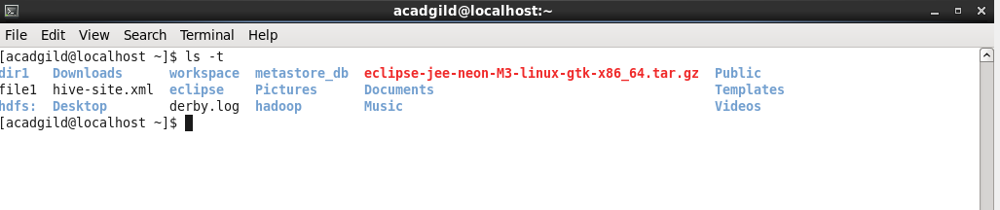 acadgild@localhost:~
File Edit View Search Terminal Help
[acadgild@localhost ~]$ ls -t
dir1 Downloads workspace metastore_db eclipse-jee-neon-M3-linux-gtk-x86_64.tar.gz Public
file1 hive-site.xml eclipse Pictures Documents Templates
hdfs: Desktop derby.log hadoop Music Videos
[acadgild@localhost ~]$